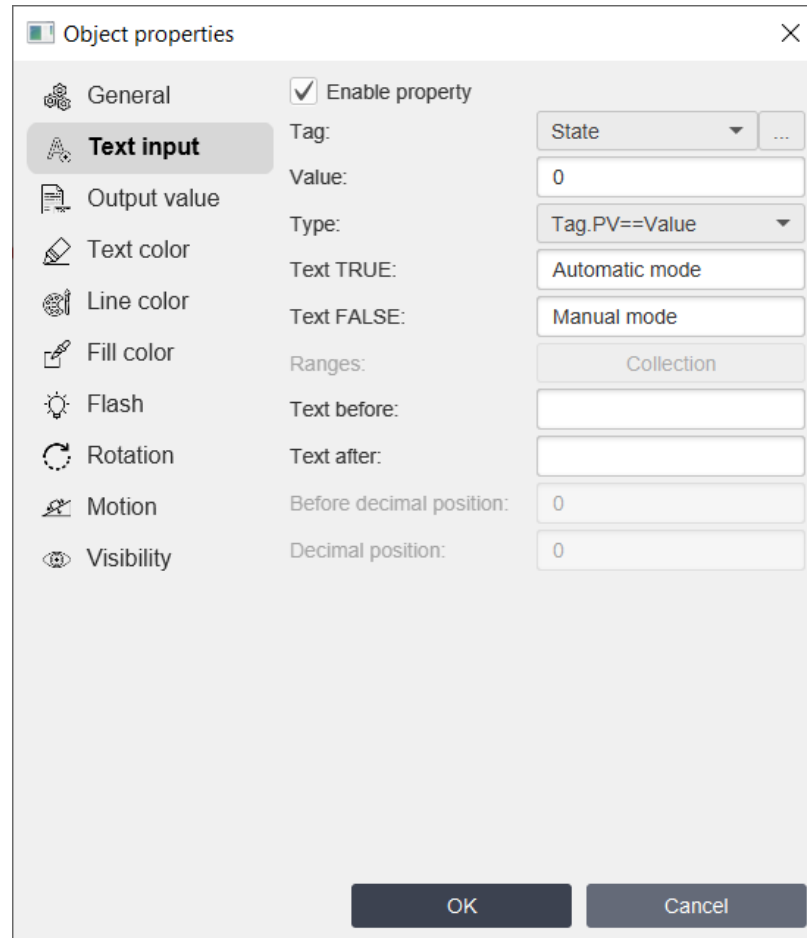 Object properties
General
Text input
Output value
Text color
Line color
Fill color
Flash
Rotation
Motion
Visibility
Enable property
Tag: State ...
Value: 0
Type: Tag.PV==Value
Text TRUE: Automatic mode
Text FALSE: Manual mode
Ranges: Collection
Text before:
Text after:
Before decimal position: 0
Decimal position: 0
OK Cancel